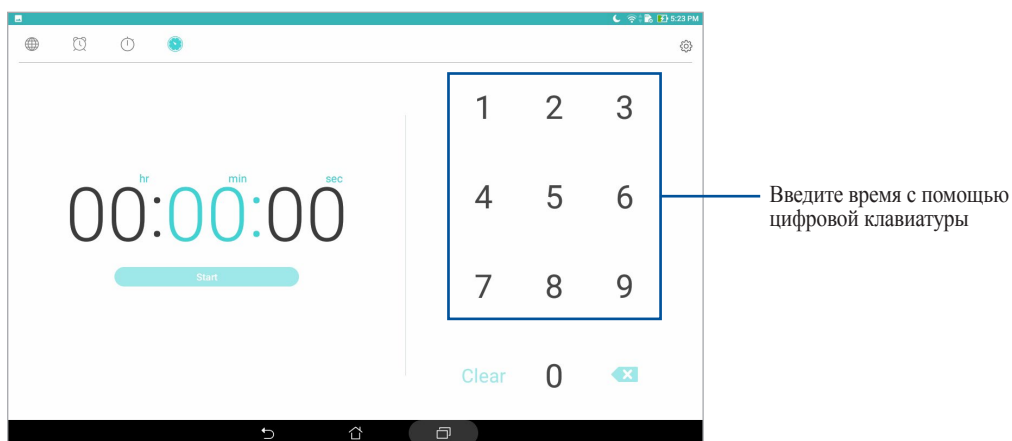 5:23 PM
hr min sec
00:00:00
Start
1 2 3
4 5 6
7 8 9
Clear 0
Введите время с помощью
цифровой клавиатуры